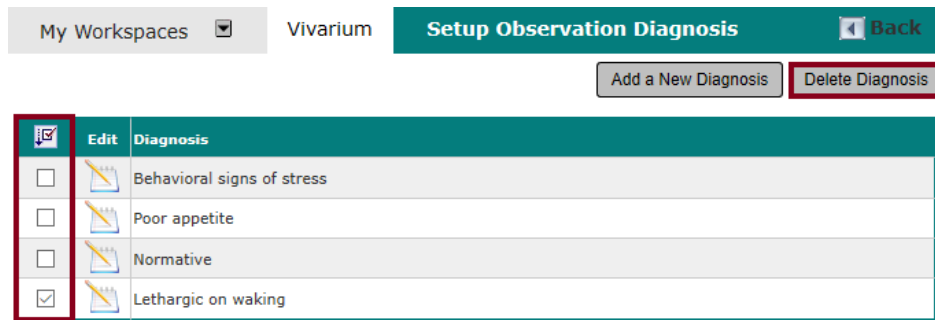 My Workspaces Vivarium Setup Observation Diagnosis Back
Add a New Diagnosis Delete Diagnosis
Edit Diagnosis
Behavioral signs of stress
Poor appetite
Normative
Lethargic on waking